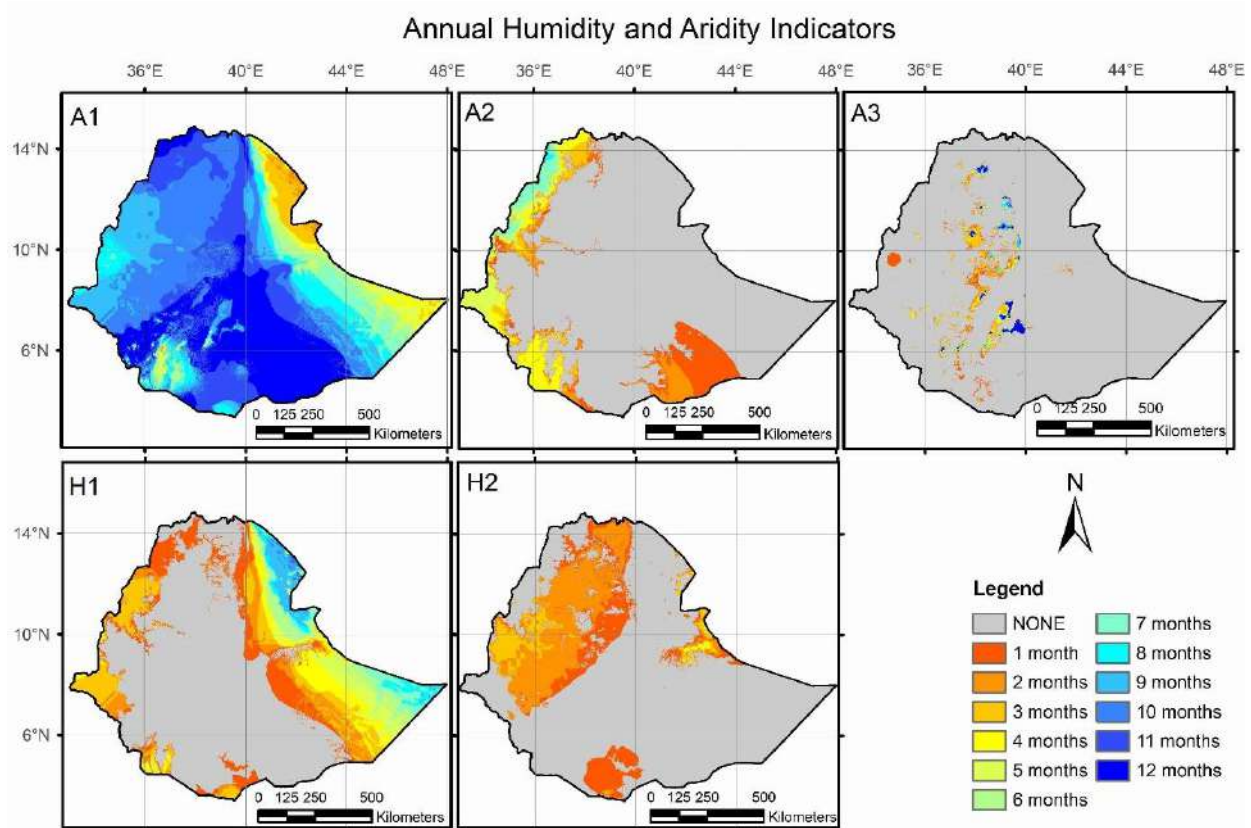 Annual Humidity and Aridity Indicators
36°E 40°E 44°E 48°E 36°E 40°E 44°E 48°E 36°E 40°E 44°E 48°E
A1 A2 A3
14°N
10°N
6°N
0 125 250 500
Kilometers
0 125 250 500
Kilometers
0 125 250 500
Kilometers
H1 H2
14°N
10°N
6°N
0 125 250 500
Kilometers
0 125 250 500
Kilometers
N
Legend
NONE
1 month
2 months
3 months
4 months
5 months
6 months
7 months
8 months
9 months
10 months
11 months
12 months